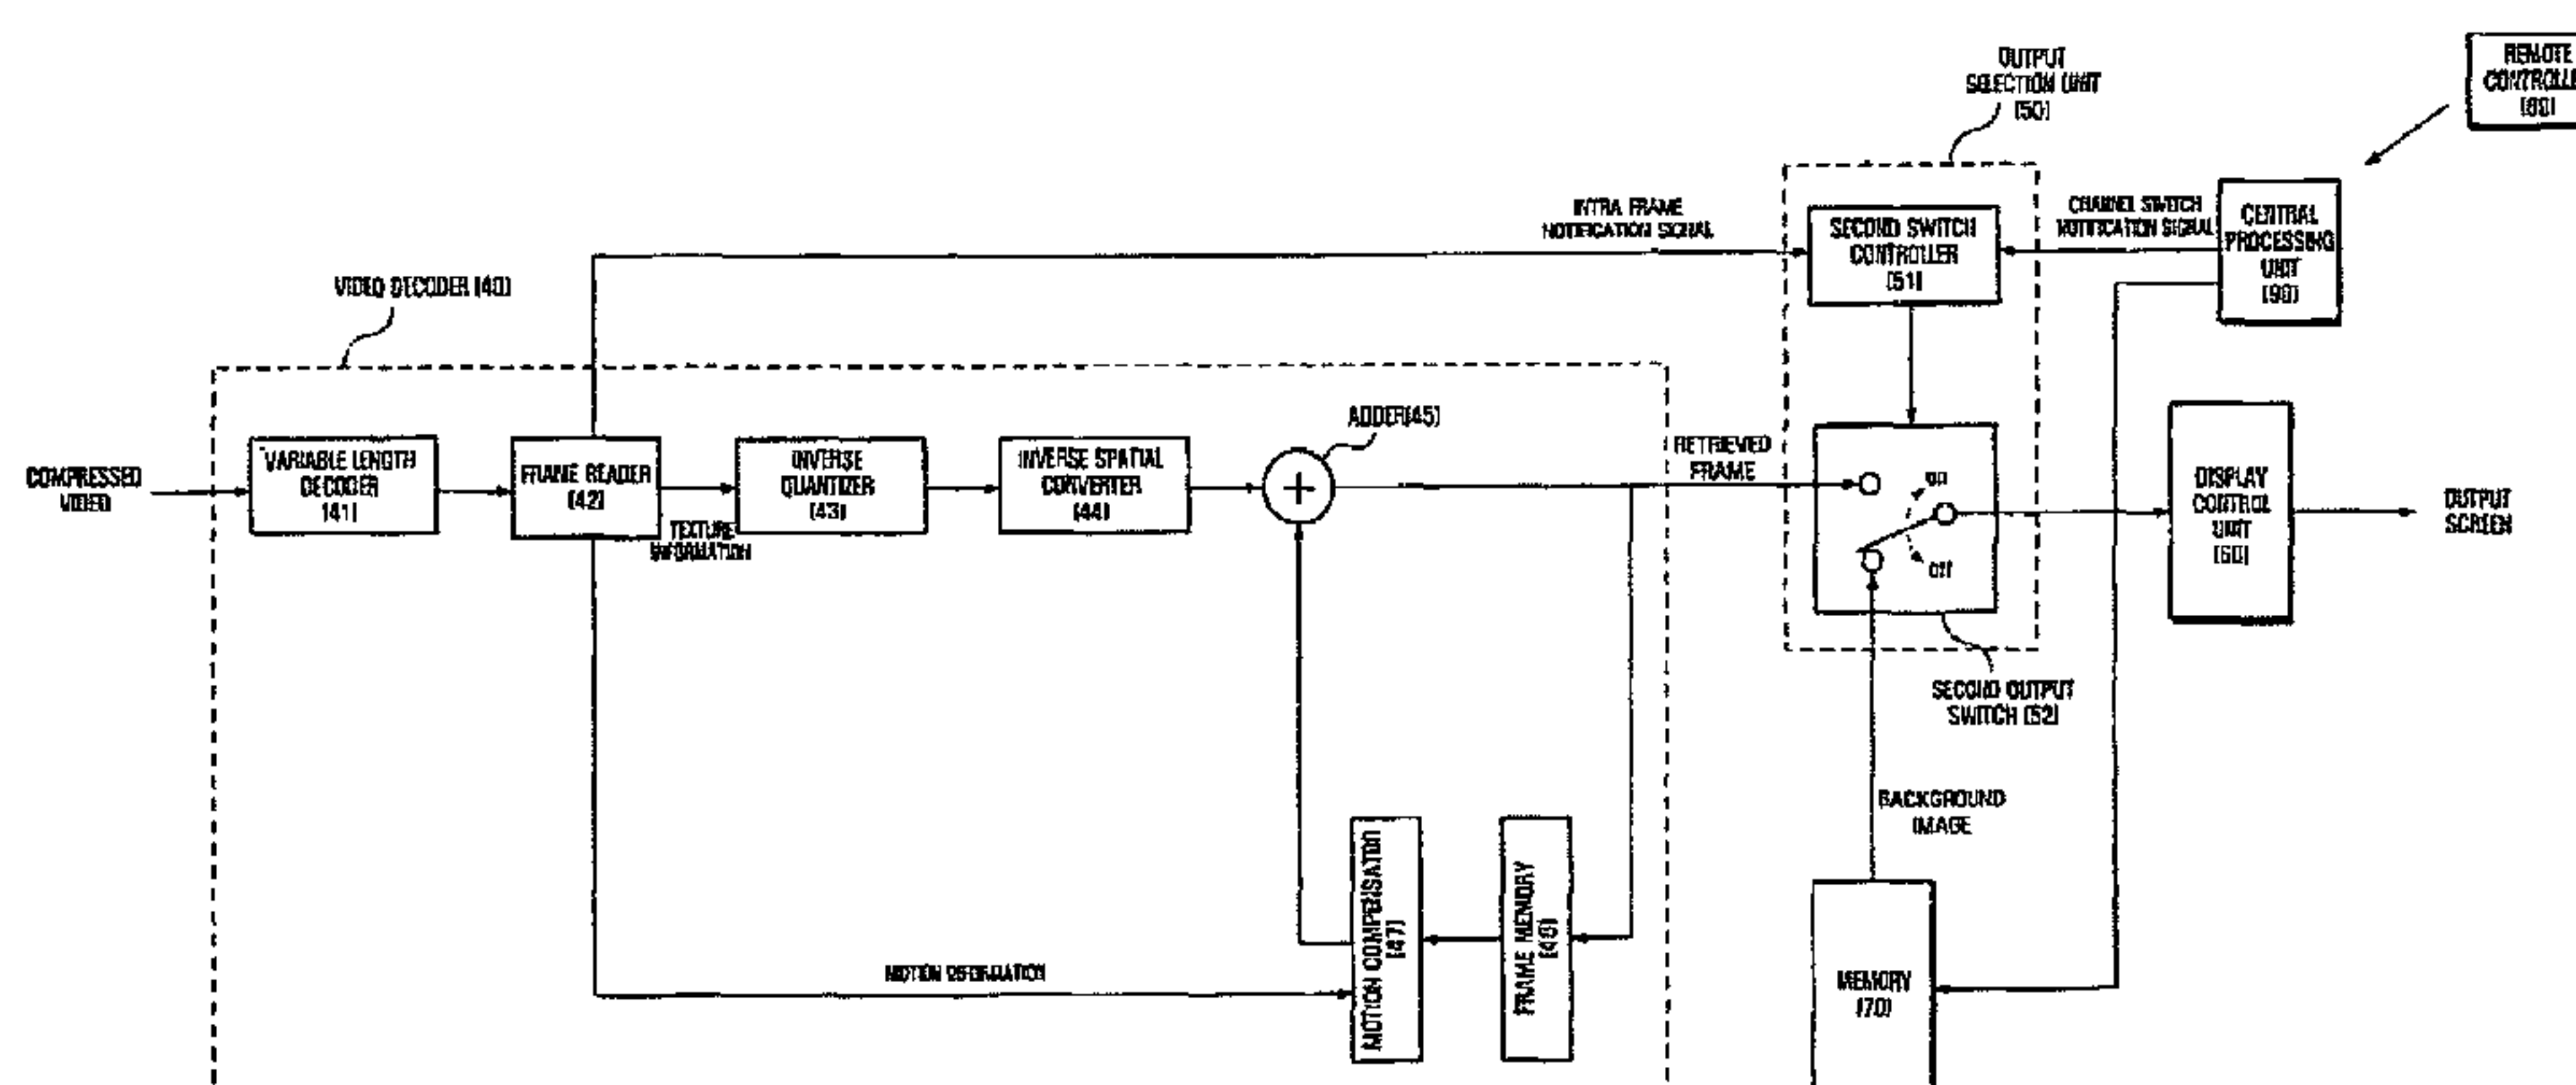 OUTPUT
SELECTION UNIT
[50]
REMOTE
INTRA FRAME
NOTIFICATION SIGNAL
SECOND SWITCH
CONTROLLER
[51]
CHANNEL SWITCH
NOTIFICATION SIGNAL
CENTRAL
PROCESSING
UNIT
[90]
VIDEO DECODER [40]
COMPRESSED
VIDEO
VARIABLE LENGTH
DECODER
[41]
FRAME READER
[42]
TEXTURE
INFORMATION
INVERSE
QUANTIZER
[43]
INVERSE SPATIAL
CONVERTER
[44]
ADDER[45]
RETRIEVED
FRAME
on
off
DISPLAY
CONTROL
UNIT
[60]
OUTPUT
SCREEN
SECOND OUTPUT
SWITCH [52]
BACKGROUND
IMAGE
MOTION INFORMATION
MOTION COMPENSATOR
[47]
FRAME MEMORY
MEMORY
[70]